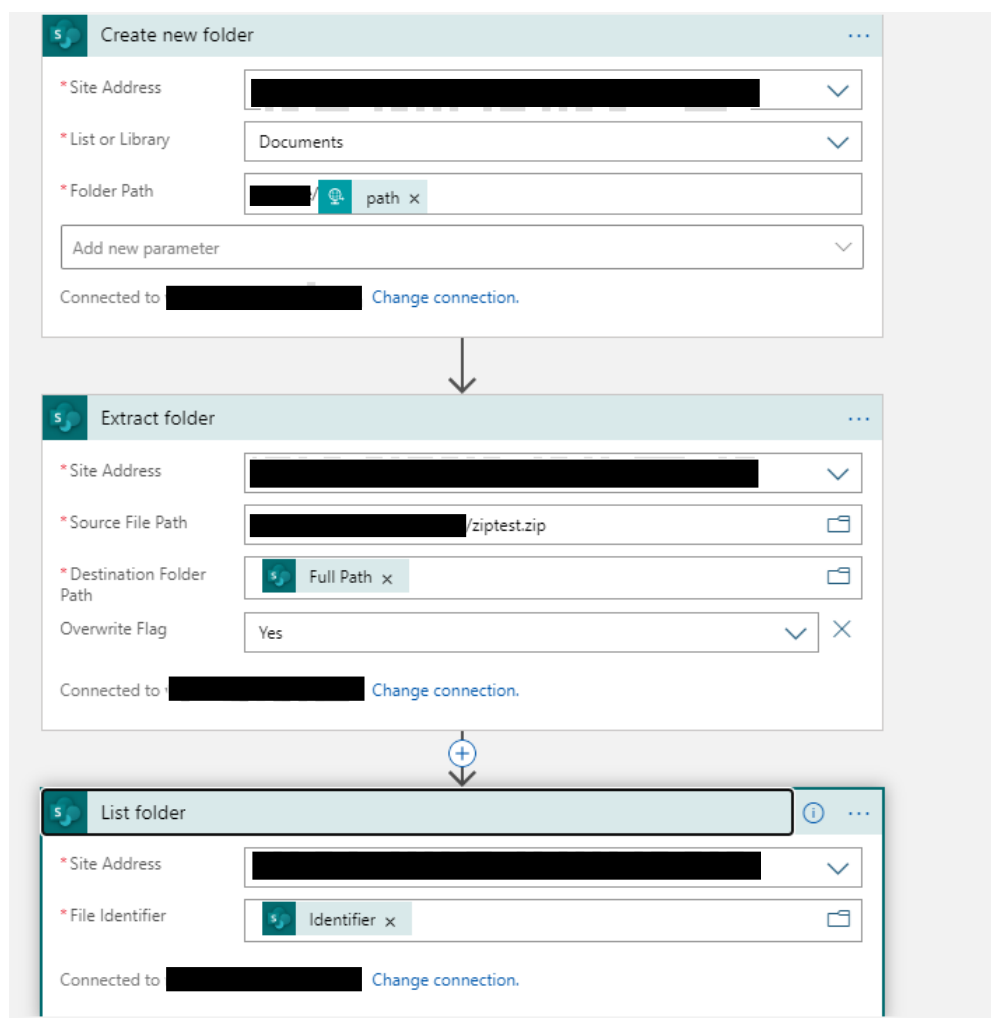 Create new folder
* Site Address
* List or Library
Documents
* Folder Path
/ path ×
Add new parameter
Connected to Change connection.
Extract folder
* Site Address
* Source File Path
/ziptest.zip
* Destination Folder
Path
Full Path ×
Overwrite Flag
Yes
Connected to Change connection.
List folder
* Site Address
* File Identifier
Identifier ×
Connected to Change connection.